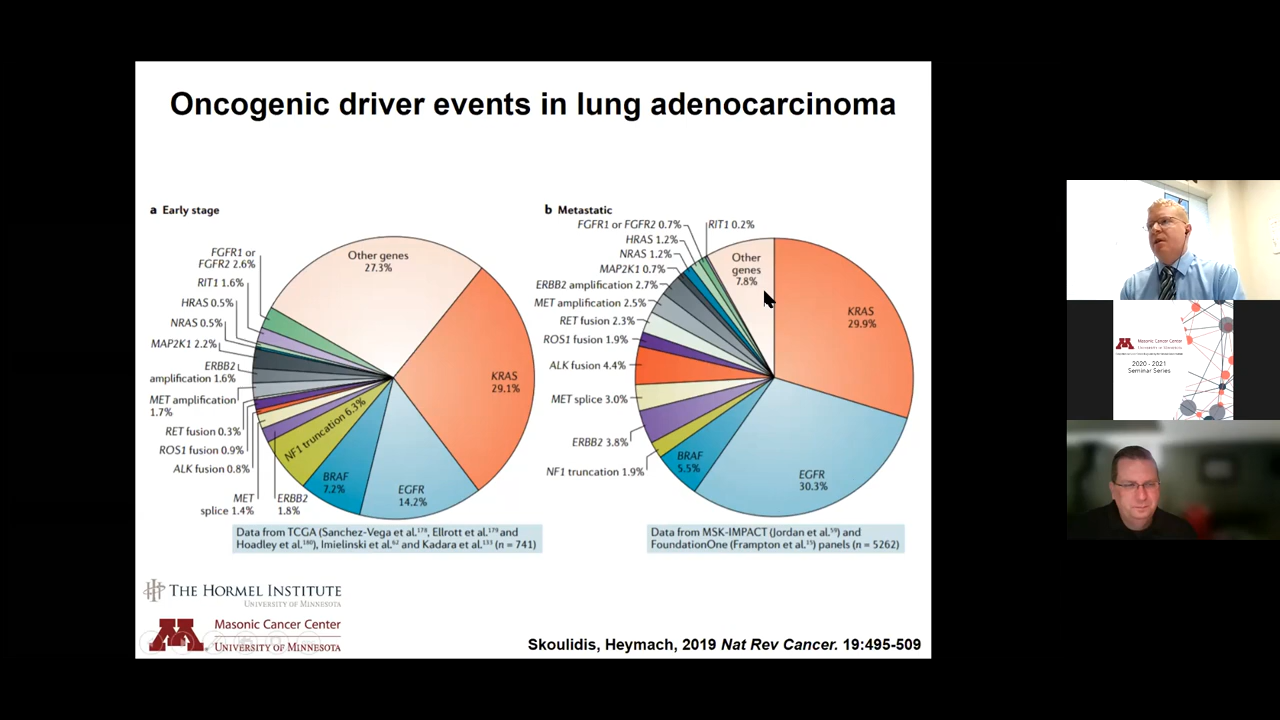 Oncogenic driver events in lung adenocarcinoma
a Early stage
Other genes
27.3%
FGFR1 or
FGFR2 2.6%
RIT1 1.6%
HRAS 0.5%
NRAS 0.5%
MAP2K1 2.2%
ERBB2
amplification 1.6%
MET amplification
1.7%
RET fusion 0.3%
ROS1 fusion 0.9%
ALK fusion 0.8%
MET
splice 1.4%
ERBB2
1.8%
NF1 truncation 6.3%
BRAF
7.2%
EGFR
14.2%
KRAS
29.1%
Data from TCGA (Sanchez-Vega et al.¹⁷⁸, Ellrott et al.¹⁷⁹ and
Hoadley et al.¹⁸⁰), Imielinski et al.⁶² and Kadara et al.¹³³ (n = 741)
b Metastatic
FGFR1 or FGFR2 0.7%
RIT1 0.2%
HRAS 1.2%
NRAS 1.2%
MAP2K1 0.7%
ERBB2 amplification 2.7%
MET amplification 2.5%
RET fusion 2.3%
ROS1 fusion 1.9%
ALK fusion 4.4%
MET splice 3.0%
ERBB2 3.8%
NF1 truncation 1.9%
BRAF
5.5%
EGFR
30.3%
KRAS
29.9%
Other
genes
7.8%
Data from MSK-IMPACT (Jordan et al.⁵⁹) and
FoundationOne (Frampton et al.¹⁵) panels (n = 5262)
THE HORMEL INSTITUTE
UNIVERSITY OF MINNESOTA
Masonic Cancer Center
UNIVERSITY OF MINNESOTA
Skoulidis, Heymach, 2019 Nat Rev Cancer. 19:495-509
Masonic Cancer Center
2020 - 2021
Seminar Series